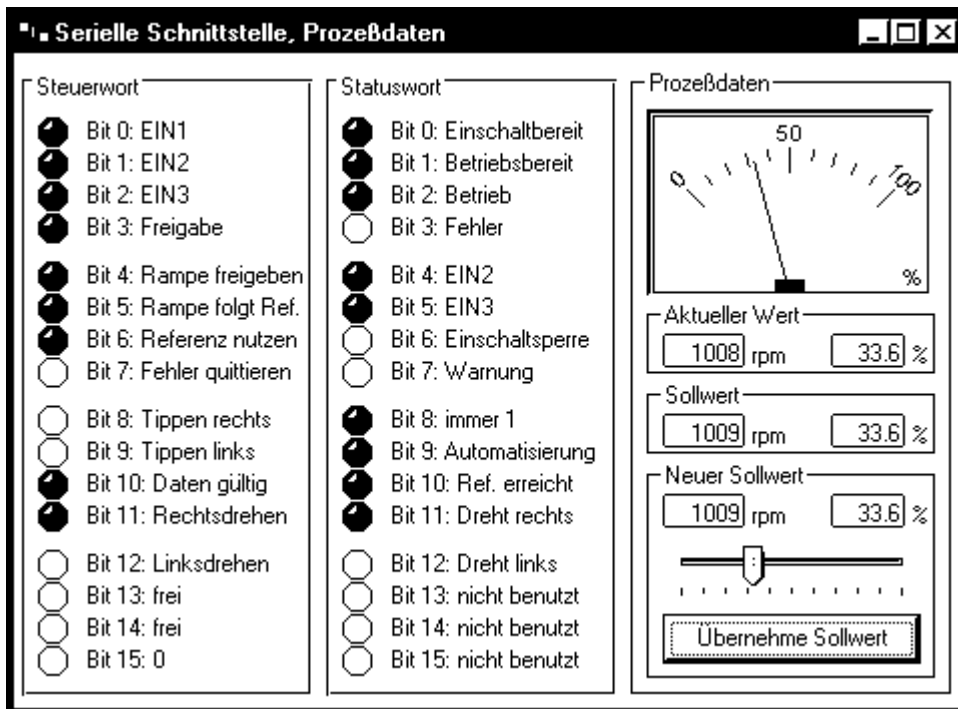 Serielle Schnittstelle, Prozeßdaten
Steuerwort
Bit 0: EIN1
Bit 1: EIN2
Bit 2: EIN3
Bit 3: Freigabe
Bit 4: Rampe freigeben
Bit 5: Rampe folgt Ref.
Bit 6: Referenz nutzen
Bit 7: Fehler quittieren
Bit 8: Tippen rechts
Bit 9: Tippen links
Bit 10: Daten gültig
Bit 11: Rechtsdrehen
Bit 12: Linksdrehen
Bit 13: frei
Bit 14: frei
Bit 15: 0
Statuswort
Bit 0: Einschaltbereit
Bit 1: Betriebsbereit
Bit 2: Betrieb
Bit 3: Fehler
Bit 4: EIN2
Bit 5: EIN3
Bit 6: Einschaltsperre
Bit 7: Warnung
Bit 8: immer 1
Bit 9: Automatisierung
Bit 10: Ref. erreicht
Bit 11: Dreht rechts
Bit 12: Dreht links
Bit 13: nicht benutzt
Bit 14: nicht benutzt
Bit 15: nicht benutzt
Prozeßdaten
0 50 100
%
Aktueller Wert
1008 rpm 33.6 %
Sollwert
1009 rpm 33.6 %
Neuer Sollwert
1009 rpm 33.6 %
Übernehme Sollwert